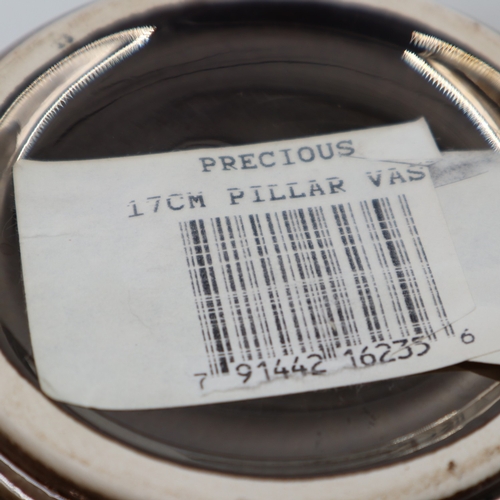 PRECIOUS
17CM PILLAR VAS
7 91442 16235 6